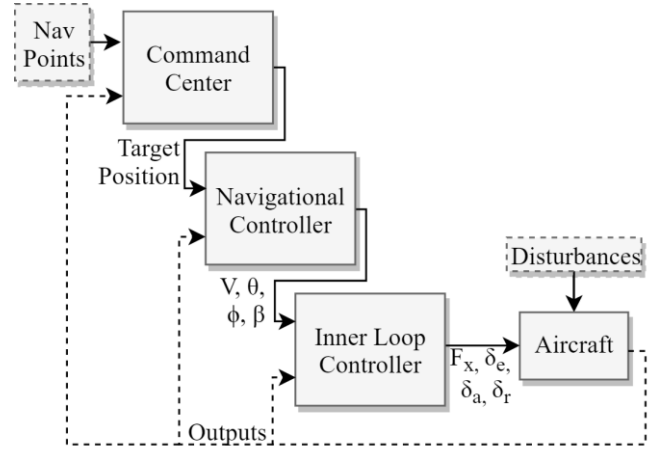 Nav
Points
Command
Center
Target
Position
Navigational
Controller
V, θ,
ϕ, β
Inner Loop
Controller
Disturbances
Aircraft
Fₓ, δₑ,
δₐ, δᵣ
Outputs